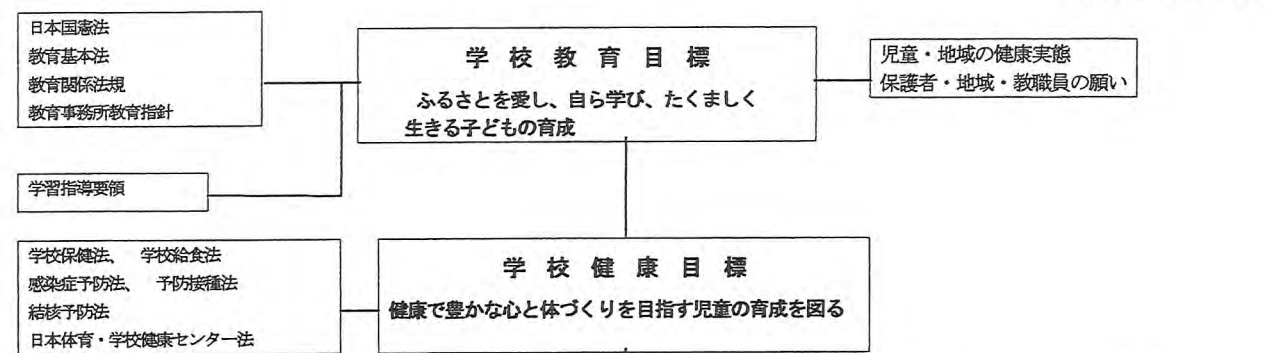 日本国憲法
教育基本法
教育関係法規
教育事務所教育指針
学校教育目標
ふるさとを愛し、自ら学び、たくましく
生きる子どもの育成
児童・地域の健康実態
保護者・地域・教職員の願い
学習指導要領
学校保健法、 学校給食法
感染症予防法、 予防接種法
結核予防法
日本体育・学校健康センター法
学校健康目標
健康で豊かな心と体づくりを目指す児童の育成を図る